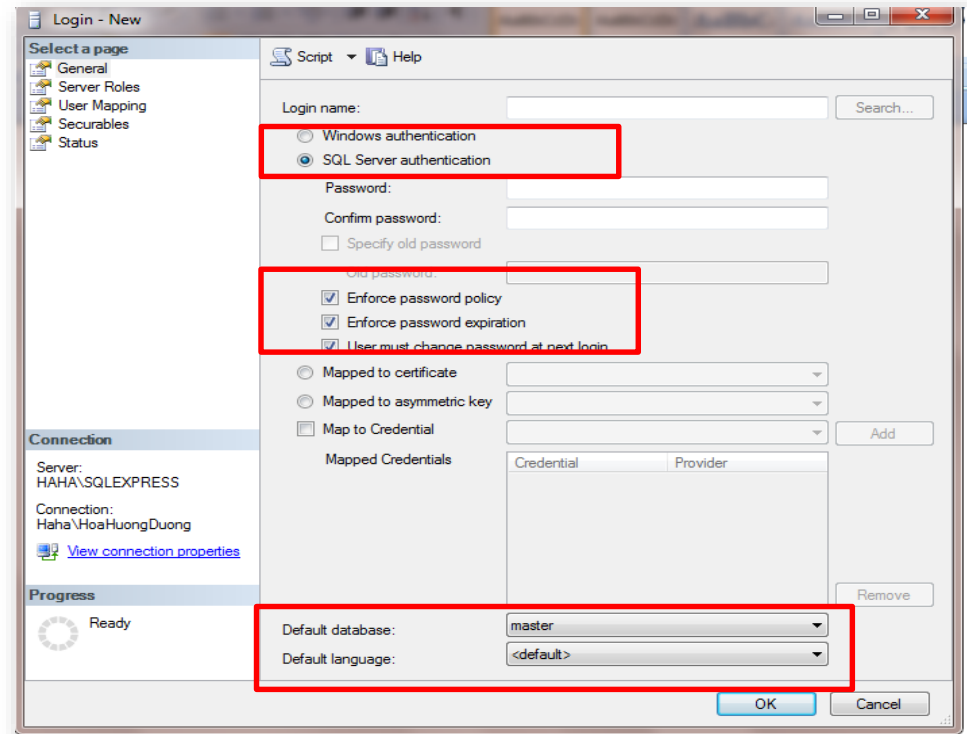 Login - New
Select a page
General
Server Roles
User Mapping
Securables
Status
Script Help
Login name: Search...
Windows authentication
SQL Server authentication
Password:
Confirm password:
Specify old password
Old password:
Enforce password policy
Enforce password expiration
User must change password at next login
Mapped to certificate
Mapped to asymmetric key
Map to Credential Add
Mapped Credentials Credential Provider
Remove
Default database: master
Default language: <default>
Connection
Server:
HAHA\SQLEXPRESS
Connection:
Haha\HoaHuongDuong
View connection properties
Progress
Ready
OK Cancel